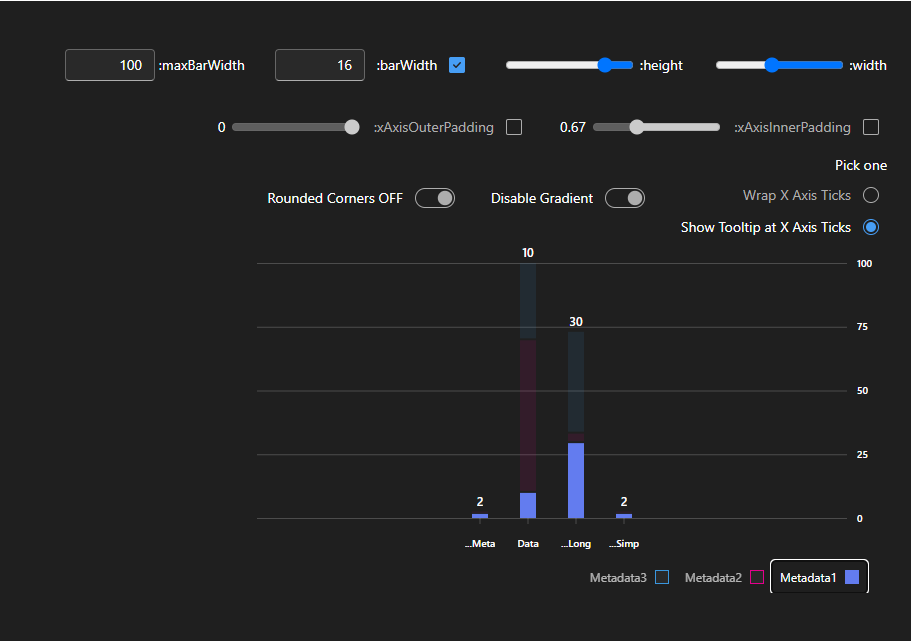 100 :maxBarWidth 16 :barWidth :height :width
0 :xAxisOuterPadding 0.67 :xAxisInnerPadding
Pick one
Rounded Corners OFF Disable Gradient Wrap X Axis Ticks
Show Tooltip at X Axis Ticks
10
100
30
75
50
25
2
2
0
...Meta Data ...Long ...Simp
Metadata3 Metadata2 Metadata1